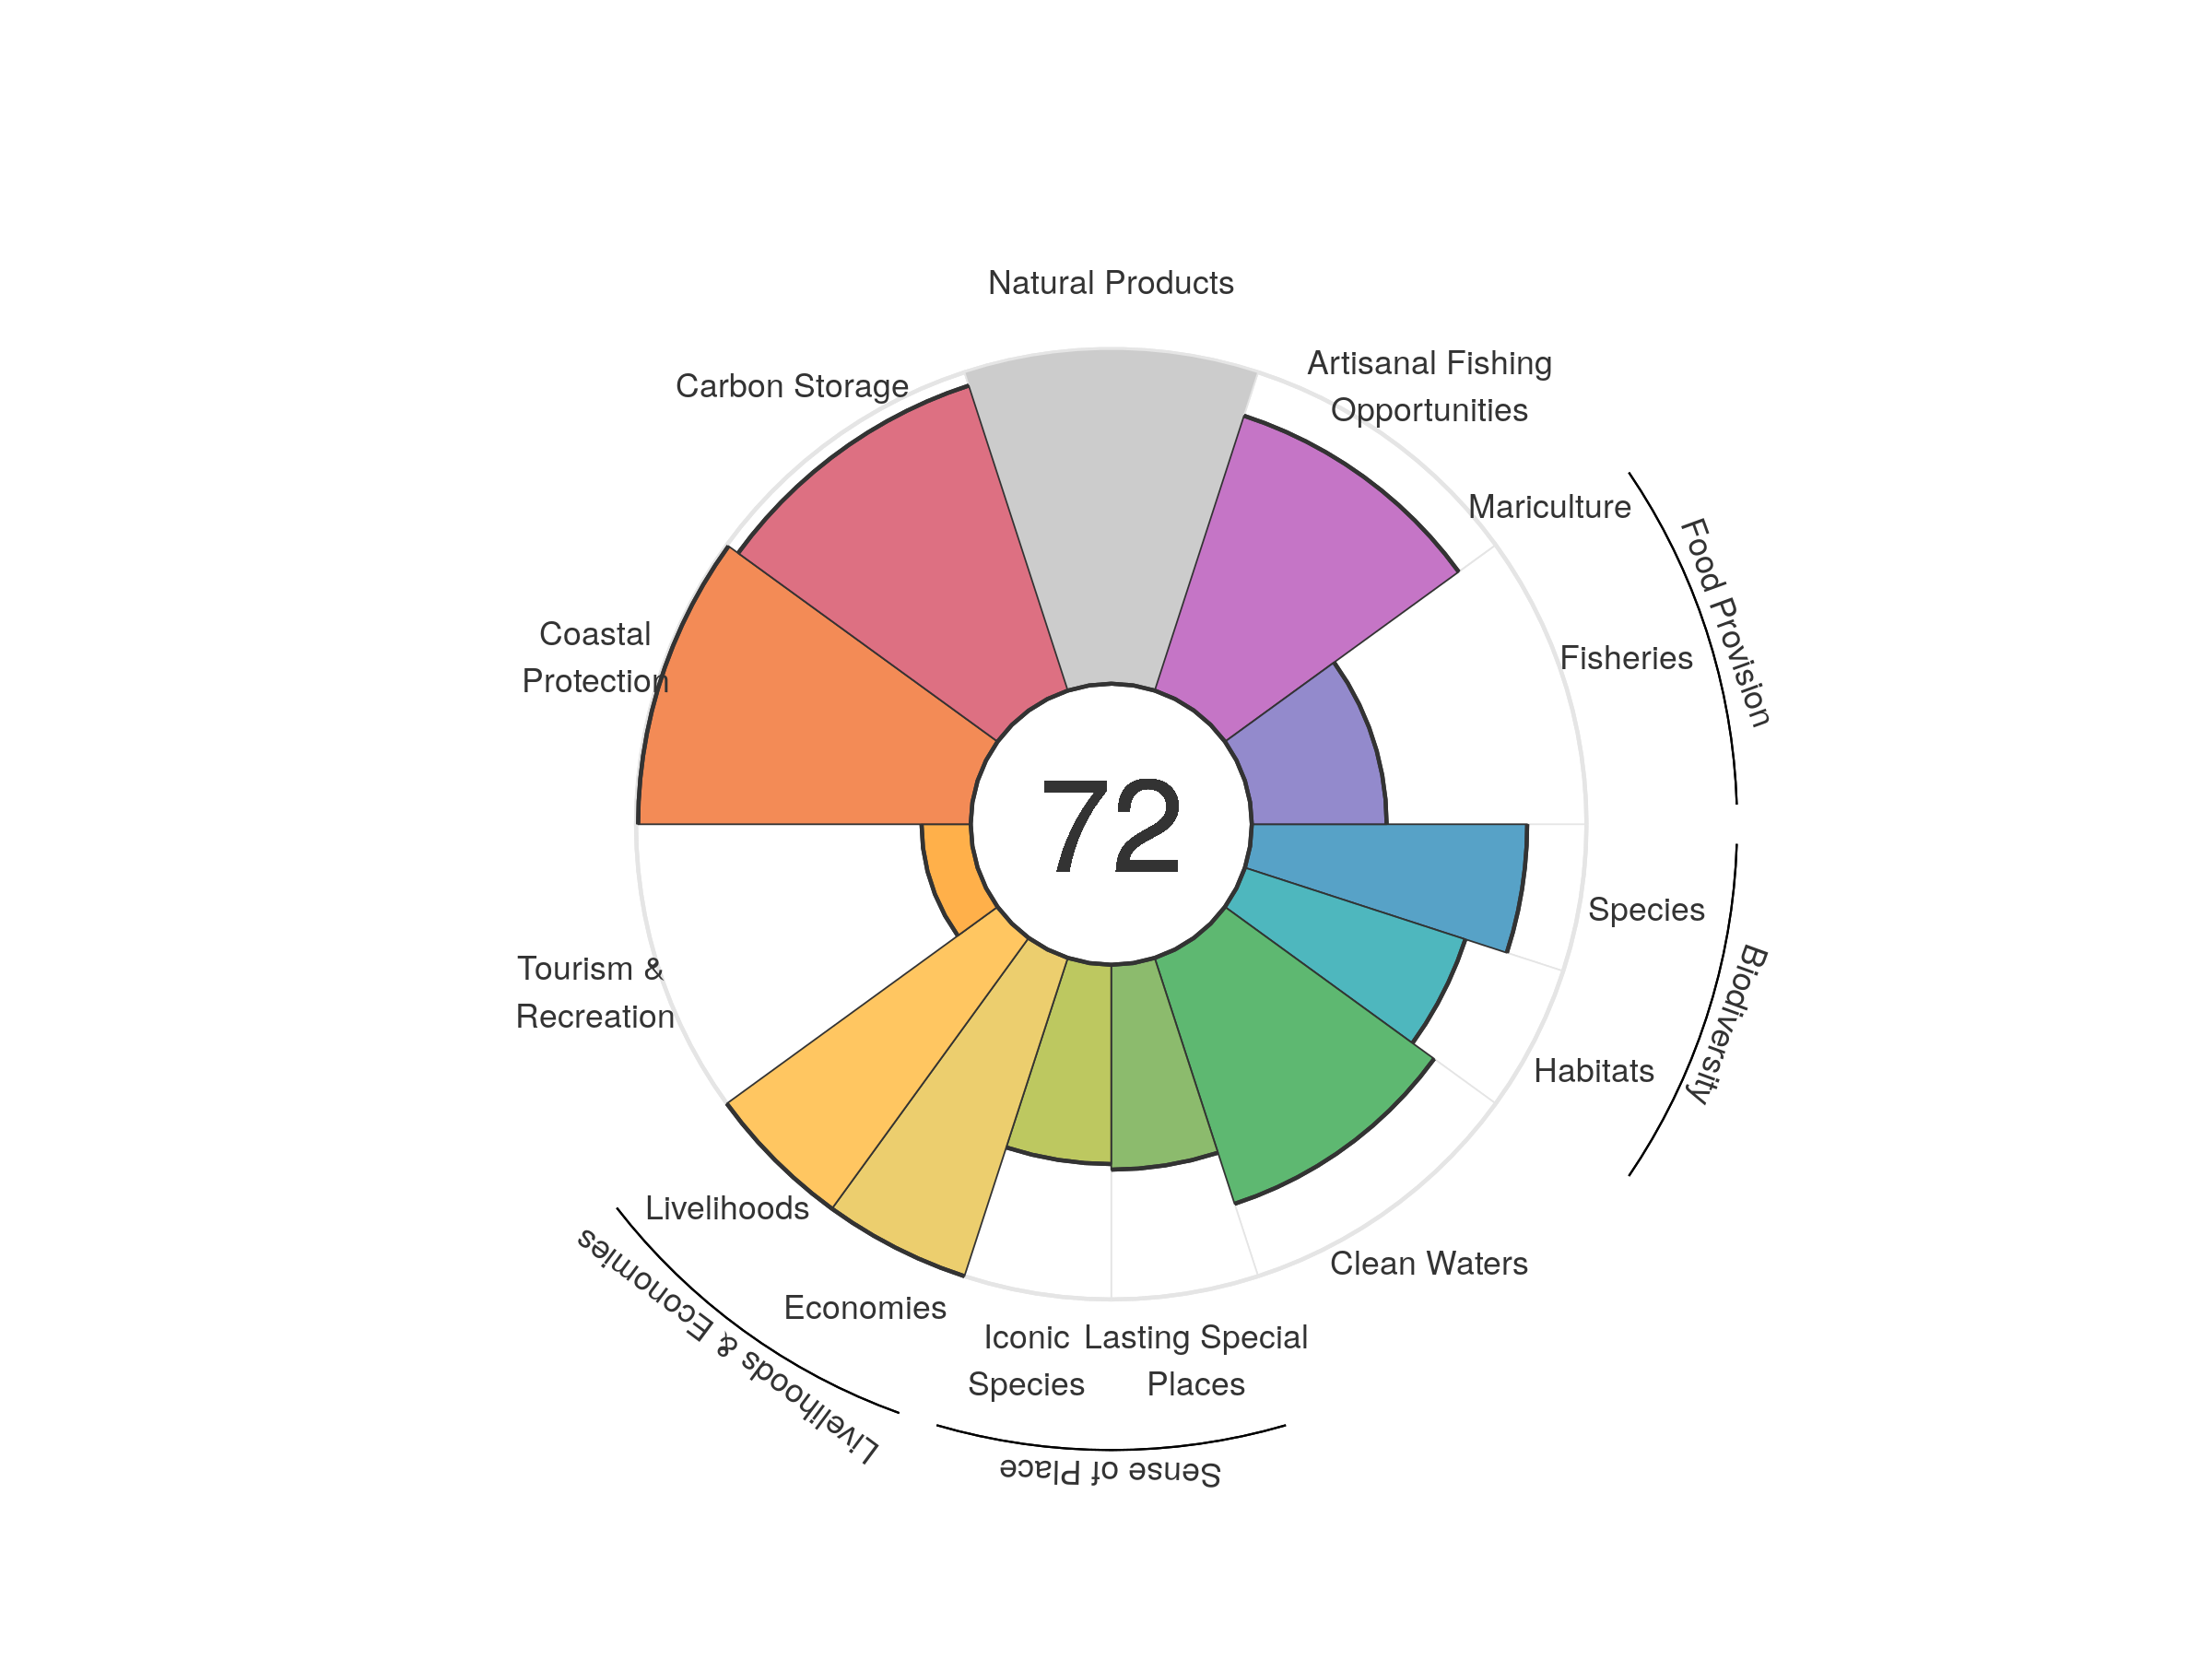 Natural Products
Artisanal Fishing
Opportunities
Carbon Storage
Mariculture
Food Provision
Fisheries
Coastal
Protection
72
Species
Biodiversity
Tourism &
Recreation
Habitats
Livelihoods
Clean Waters
Economies
Livelihoods & Economies
Iconic
Species
Lasting Special
Places
Sense of Place